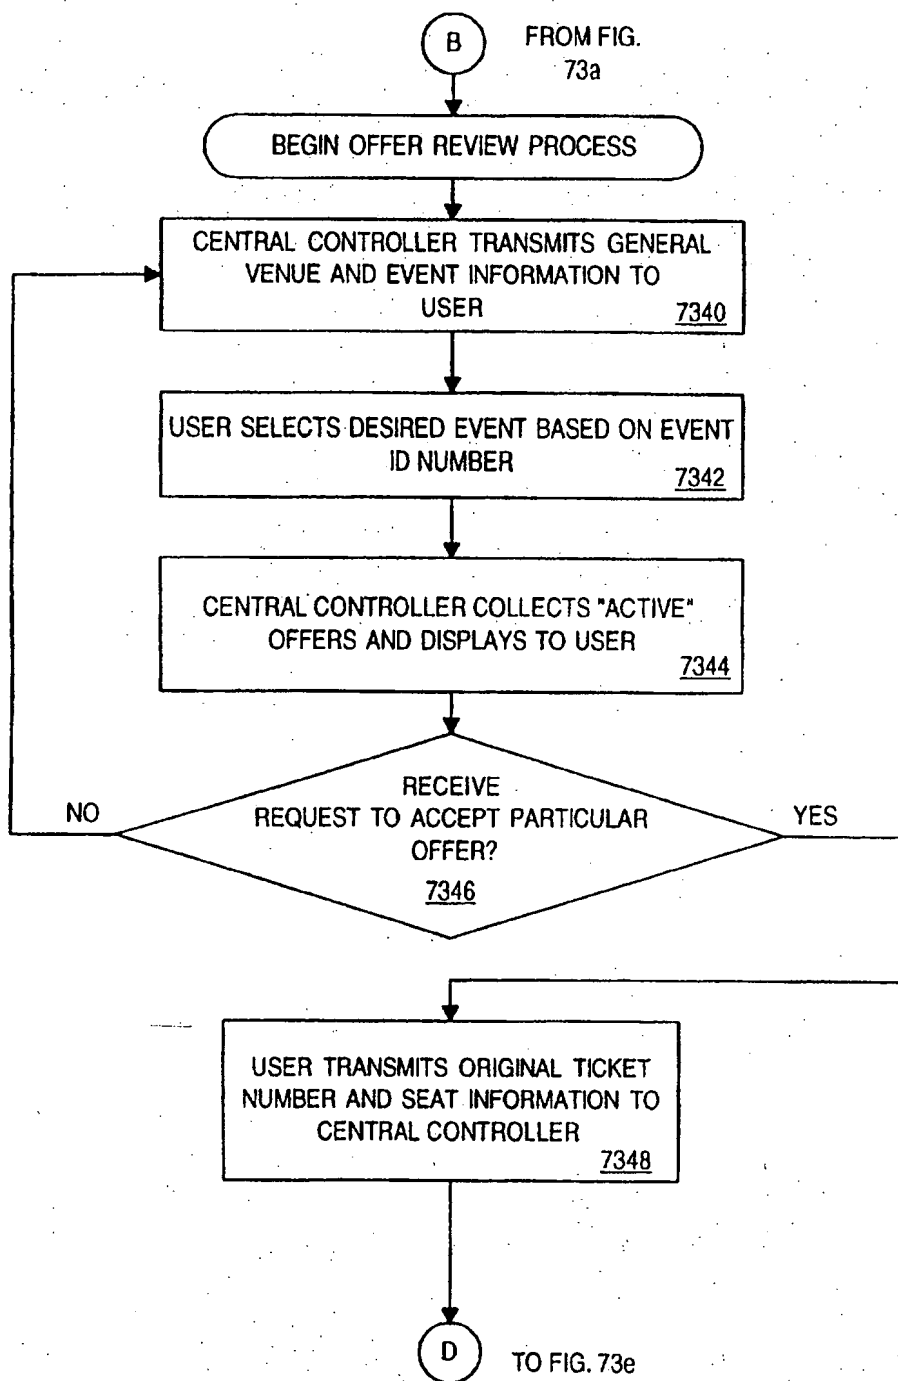 B
FROM FIG.
73a
BEGIN OFFER REVIEW PROCESS
CENTRAL CONTROLLER TRANSMITS GENERAL
VENUE AND EVENT INFORMATION TO
USER
7340
USER SELECTS DESIRED EVENT BASED ON EVENT
ID NUMBER
7342
CENTRAL CONTROLLER COLLECTS "ACTIVE"
OFFERS AND DISPLAYS TO USER
7344
RECEIVE
REQUEST TO ACCEPT PARTICULAR
OFFER?
7346
NO
YES
USER TRANSMITS ORIGINAL TICKET
NUMBER AND SEAT INFORMATION TO
CENTRAL CONTROLLER
7348
D
TO FIG. 73e